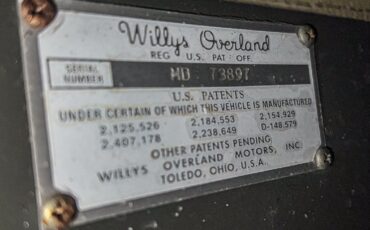 Willys Overland
REG U.S. PAT OFF.
SERIAL NUMBER MD 73897
U.S. PATENTS
UNDER CERTAIN OF WHICH THIS VEHICLE IS MANUFACTURED
2,125,526 2,184,553 2,154,929
2,407,178 2,238,649 D-148,579
OTHER PATENTS PENDING
WILLYS OVERLAND MOTORS, INC.
TOLEDO, OHIO, U.S.A.